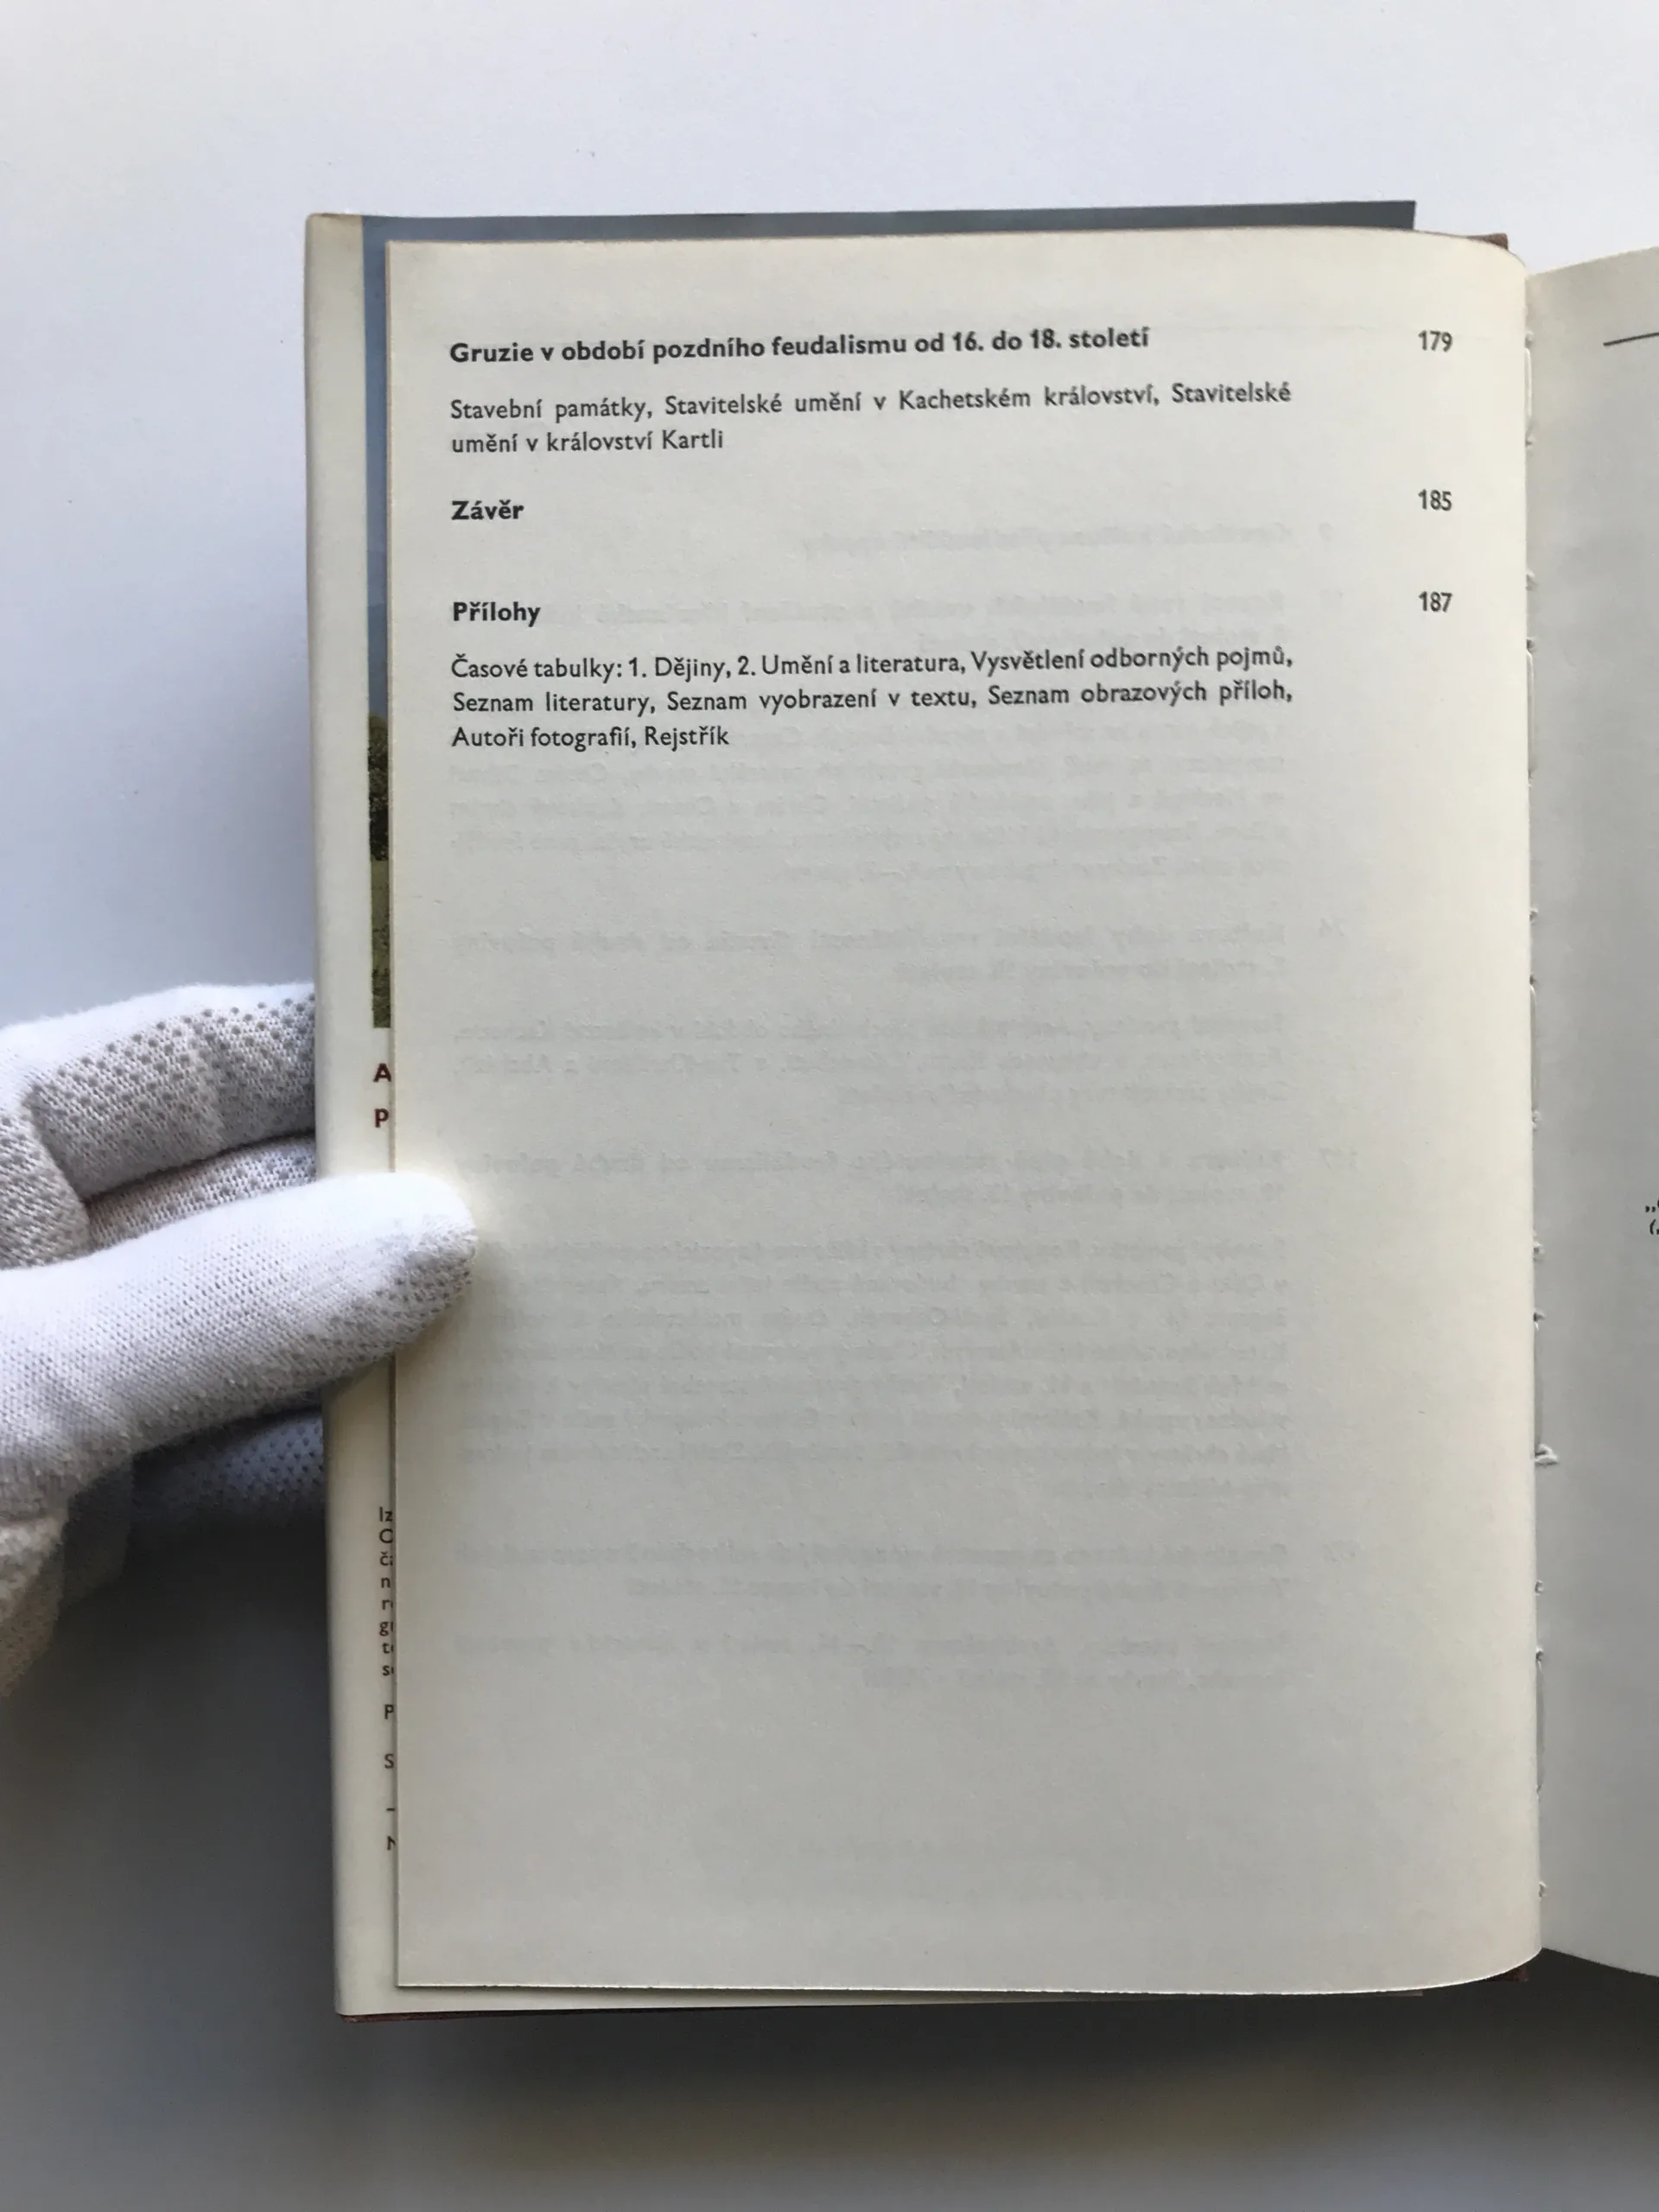 Gruzie v období pozdního feudalismu od 16. do 18. století 179
Stavební památky, Stavitelské umění v Kachetském království, Stavitelské
umění v království Kartli
Závěr 185
Přílohy 187
Časové tabulky: 1. Dějiny, 2. Umění a literatura, Vysvětlení odborných pojmů,
Seznam literatury, Seznam vyobrazení v textu, Seznam obrazových příloh,
Autoři fotografií, Rejstřík
A
P